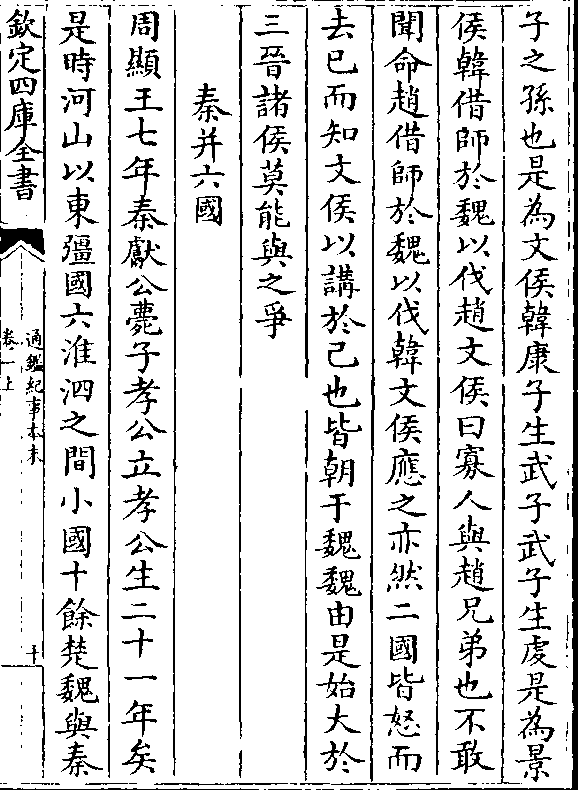 子之孫也是為文侯韓康子生武子武子生虔是為景
侯韓借師於魏以伐趙文侯曰寡人與趙兄弟也不敢
聞命趙借師於魏以伐韓文侯應之亦然二國皆怒而
去已而知文侯以講於己也皆朝于魏魏由是始大於
三晉諸侯莫能與之爭
秦并六國
周顯王七年秦獻公薨子孝公立孝公生二十一年矣
是時河山以東彊國六淮泗之間小國十餘楚魏與秦
欽定四庫全書
通鑑紀事本末
卷一上
十